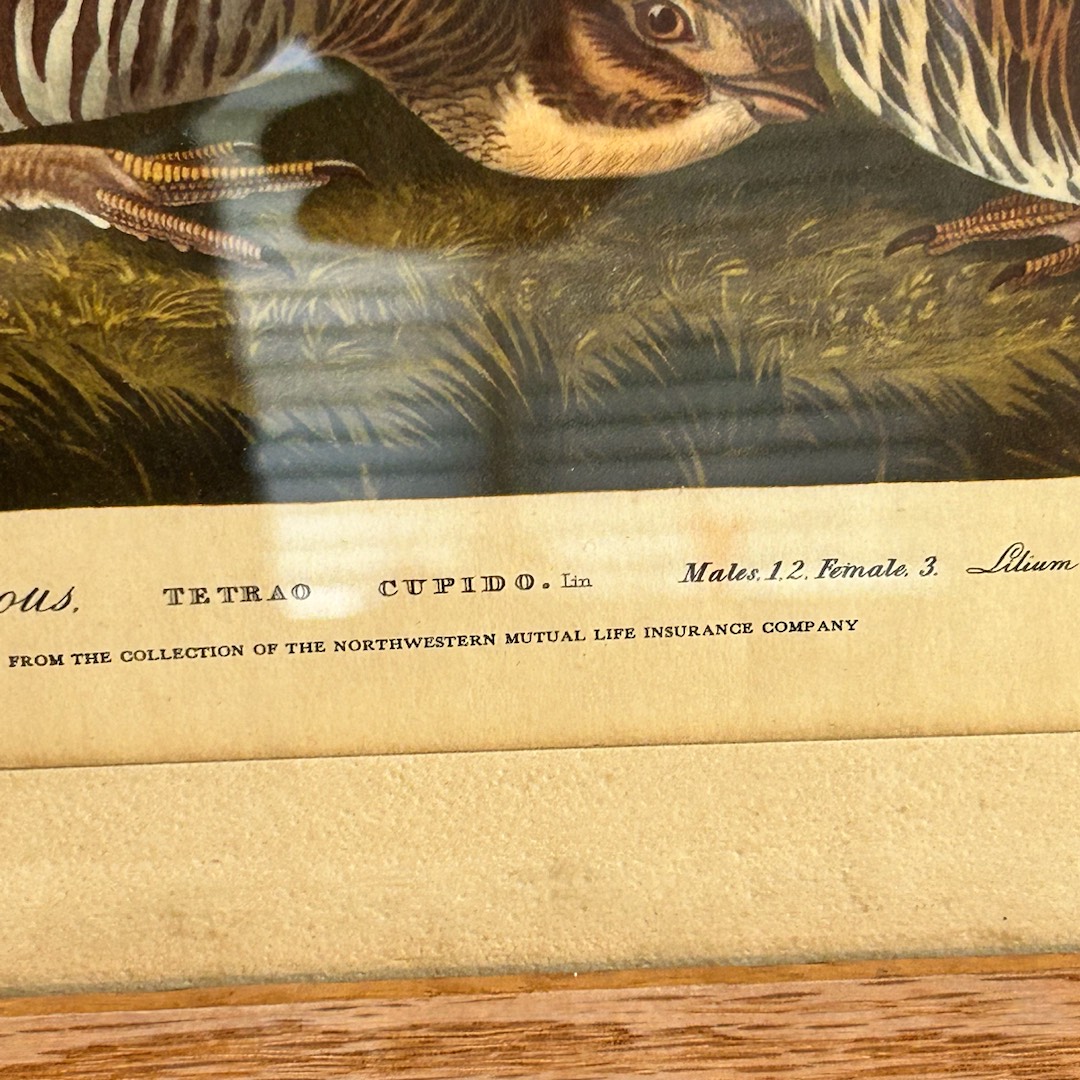 ous. TETRAO CUPIDO. Lin Males, 1, 2. Female, 3. Lilium
FROM THE COLLECTION OF THE NORTHWESTERN MUTUAL LIFE INSURANCE COMPANY